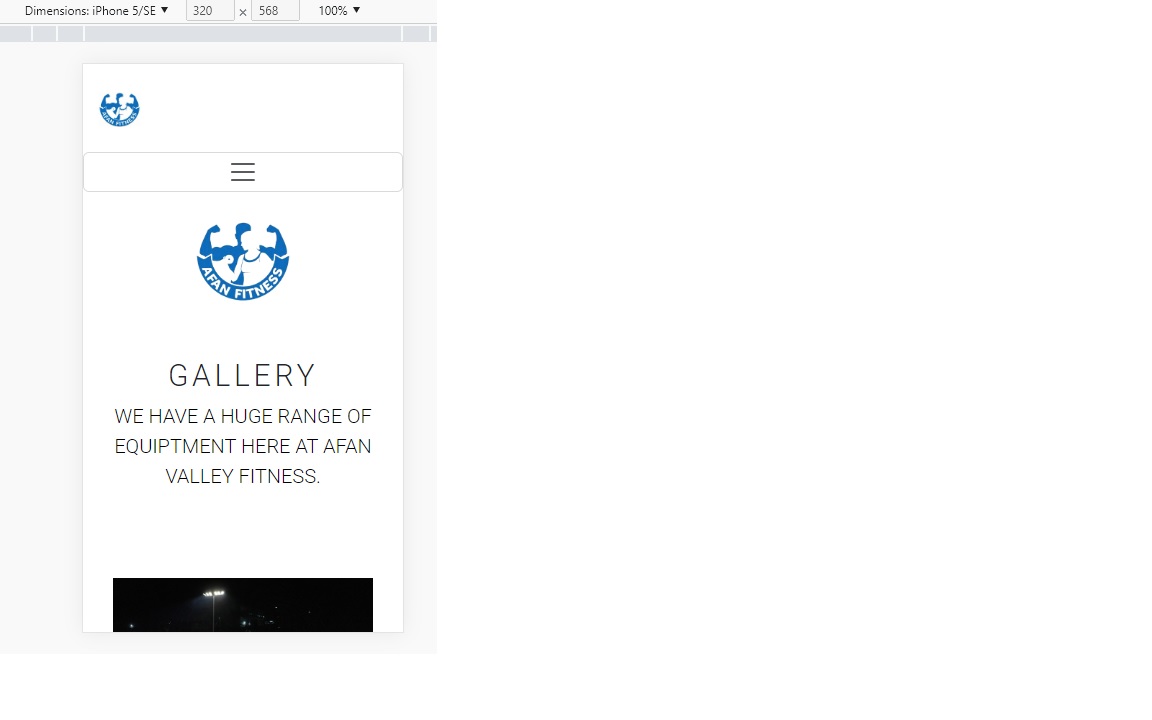 Dimensions: iPhone 5/SE ▼ 320 × 568 100% ▼
AFAN FITNESS
AFAN FITNESS
GALLERY
WE HAVE A HUGE RANGE OF
EQUIPTMENT HERE AT AFAN
VALLEY FITNESS.